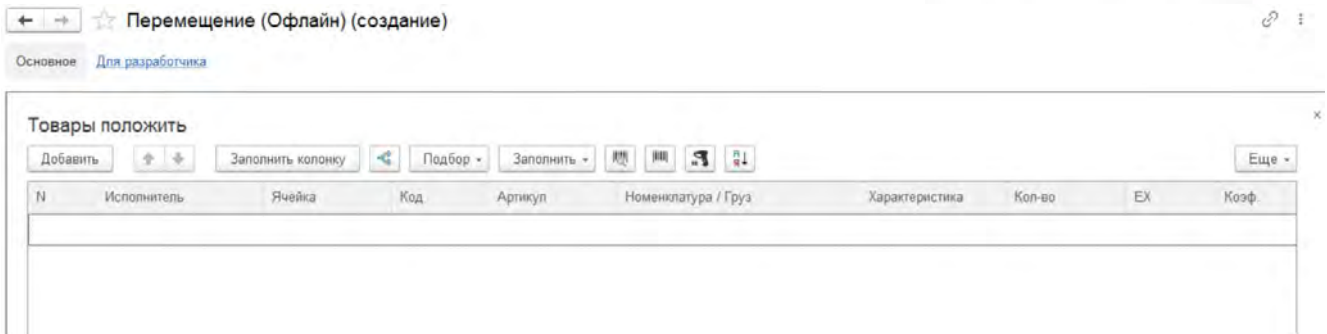 Перемещение (Офлайн) (создание)
Основное Для разработчика
Товары положить
Добавить Заполнить колонку Подбор Заполнить Еще
N Исполнитель Ячейка Код Артикул Номенклатура / Груз Характеристика Кол-во ЕХ Коэф.